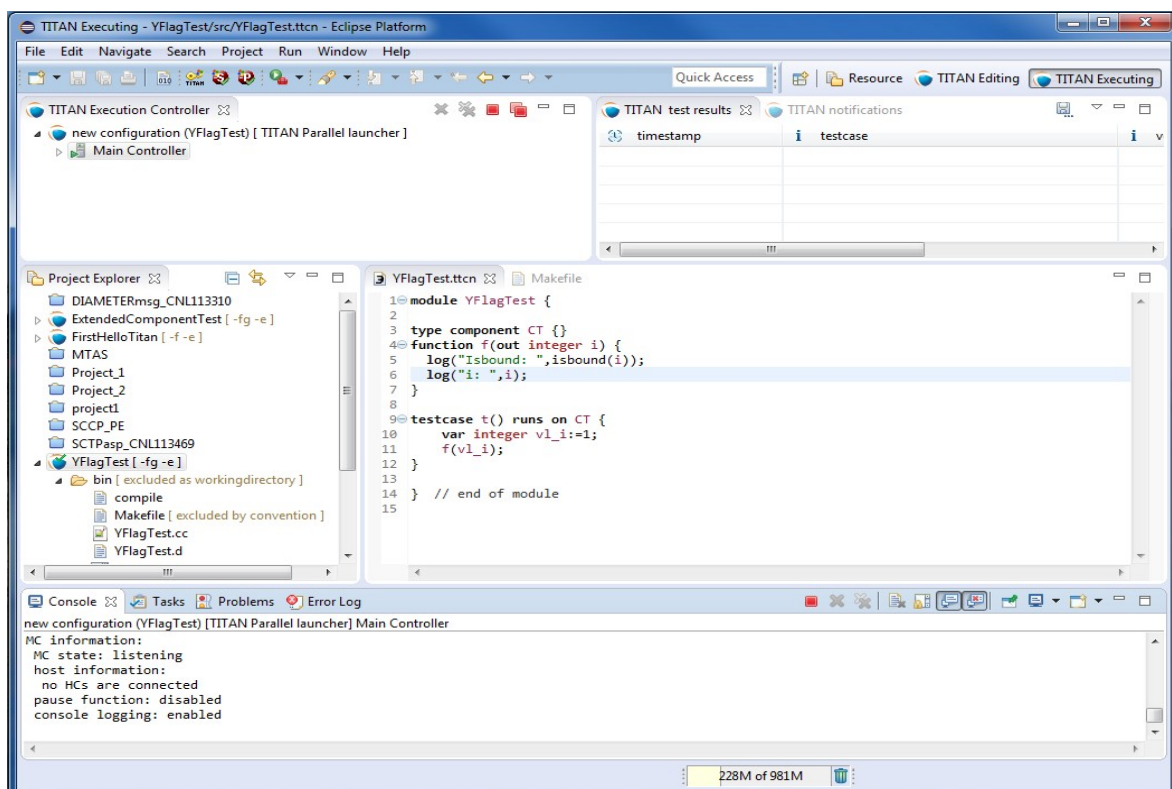 TITAN Executing - YFlagTest/src/YFlagTest.ttcn - Eclipse Platform
File Edit Navigate Search Project Run Window Help
010 TITAN Quick Access Resource TITAN Editing TITAN Executing
TITAN Execution Controller
new configuration (YFlagTest) [ TITAN Parallel launcher ]
Main Controller
TITAN test results TITAN notifications
timestamp i testcase i v
Project Explorer
DIAMETERmsg_CNL113310
ExtendedComponentTest [ -fg -e ]
FirstHelloTitan [ -f -e ]
MTAS
Project_1
Project_2
project1
SCCP_PE
SCTPasp_CNL113469
YFlagTest [ -fg -e ]
bin [ excluded as workingdirectory ]
compile
Makefile [ excluded by convention ]
YFlagTest.cc
YFlagTest.d
3 YFlagTest.ttcn Makefile
1 module YFlagTest {
2
3 type component CT {}
4 function f(out integer i) {
5 log("Isbound: ",isbound(i));
6 log("i: ",i);
7 }
8
9 testcase t() runs on CT {
10 var integer vl_i:=1;
11 f(vl_i);
12 }
13
14 } // end of module
15
Console Tasks Problems Error Log
new configuration (YFlagTest) [TITAN Parallel launcher] Main Controller
MC information:
MC state: listening
host information:
no HCs are connected
pause function: disabled
console logging: enabled
228M of 981M